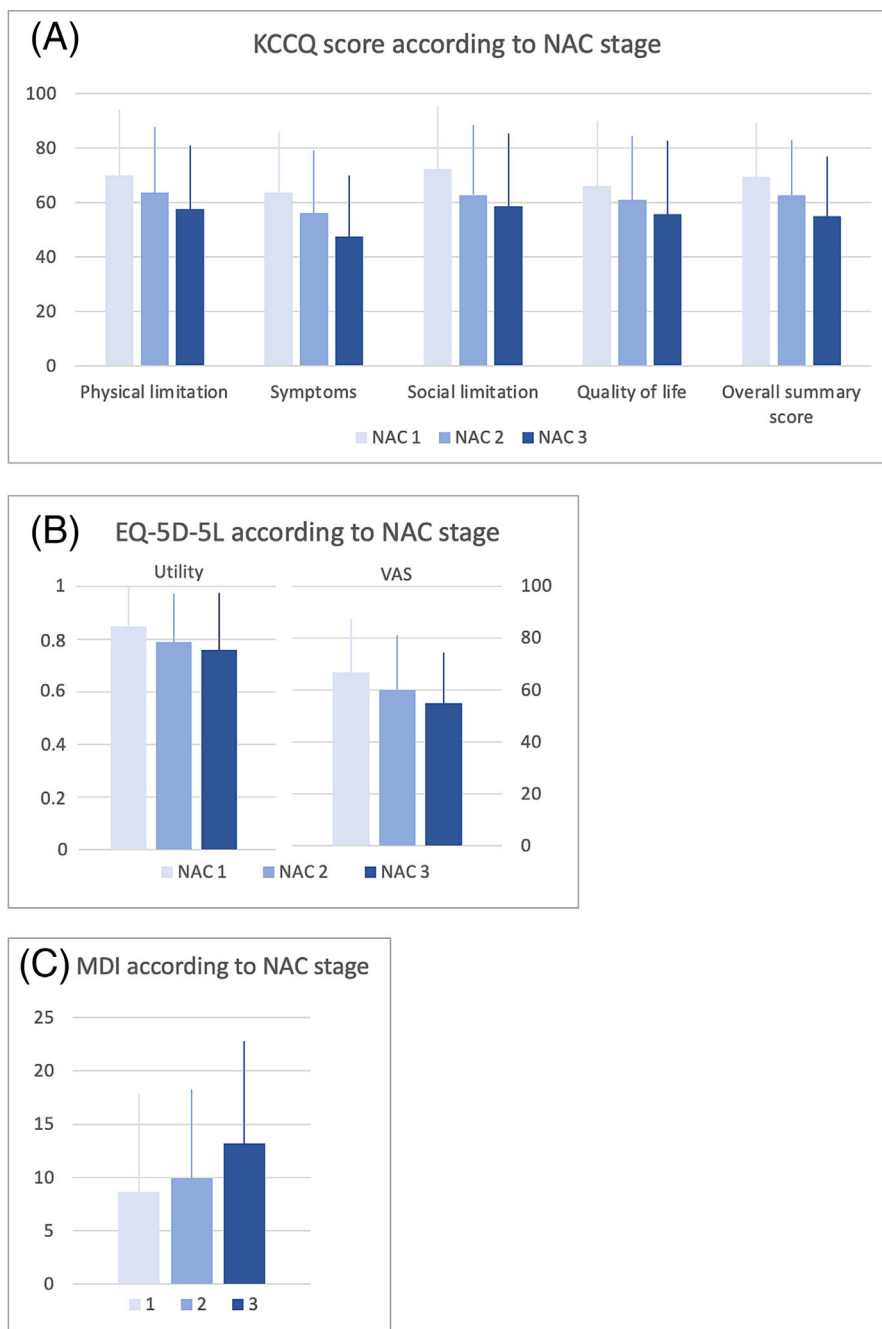 (A)
KCCQ score according to NAC stage
100
80
60
40
20
0
Physical limitation Symptoms Social limitation Quality of life Overall summary
score
NAC 1 NAC 2 NAC 3
(B)
EQ-5D-5L according to NAC stage
Utility VAS
1 100
0.8 80
0.6 60
0.4 40
0.2 20
0 0
NAC 1 NAC 2 NAC 3
(C) MDI according to NAC stage
25
20
15
10
5
0
1 2 3